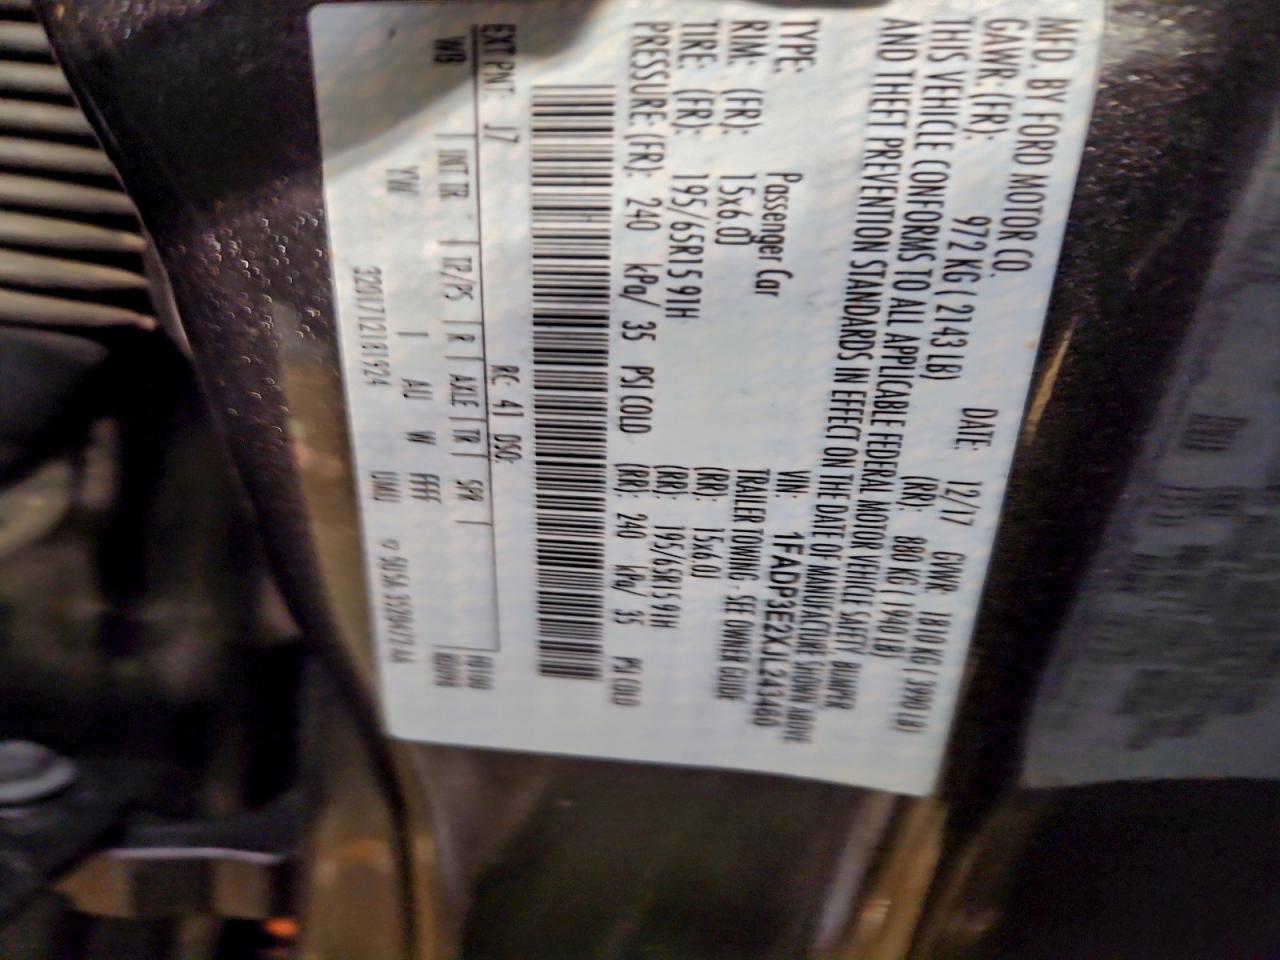 MFD. BY FORD MOTOR CO.
DATE: 12/17 GVWR: 1810 KG ( 3990 LB)
GAWR: (FR): 972 KG ( 2143 LB) (RR): 880 KG ( 1940 LB)
THIS VEHICLE CONFORMS TO ALL APPLICABLE FEDERAL MOTOR VEHICLE SAFETY, BUMPER
AND THEFT PREVENTION STANDARDS IN EFFECT ON THE DATE OF MANUFACTURE SHOWN ABOVE
VIN: 1FADP3E2XJL243460
TYPE: Passenger Car TRAILER TOWING - SEE OWNER GUIDE
RIM: (FR): 15x6.0J (RR): 15x6.0J
TIRE: (FR): 195/65R15 91H (RR): 195/65R15 91H
PRESSURE (FR): 240 kPa/ 35 PSI COLD (RR): 240 kPa/ 35 PSI COLD
EXT PNT: J7 RC: 41 DSO:
WB INT TR TP/PS R AXLE TR SPR
YW I AU W FFFF UMU
3201712181924